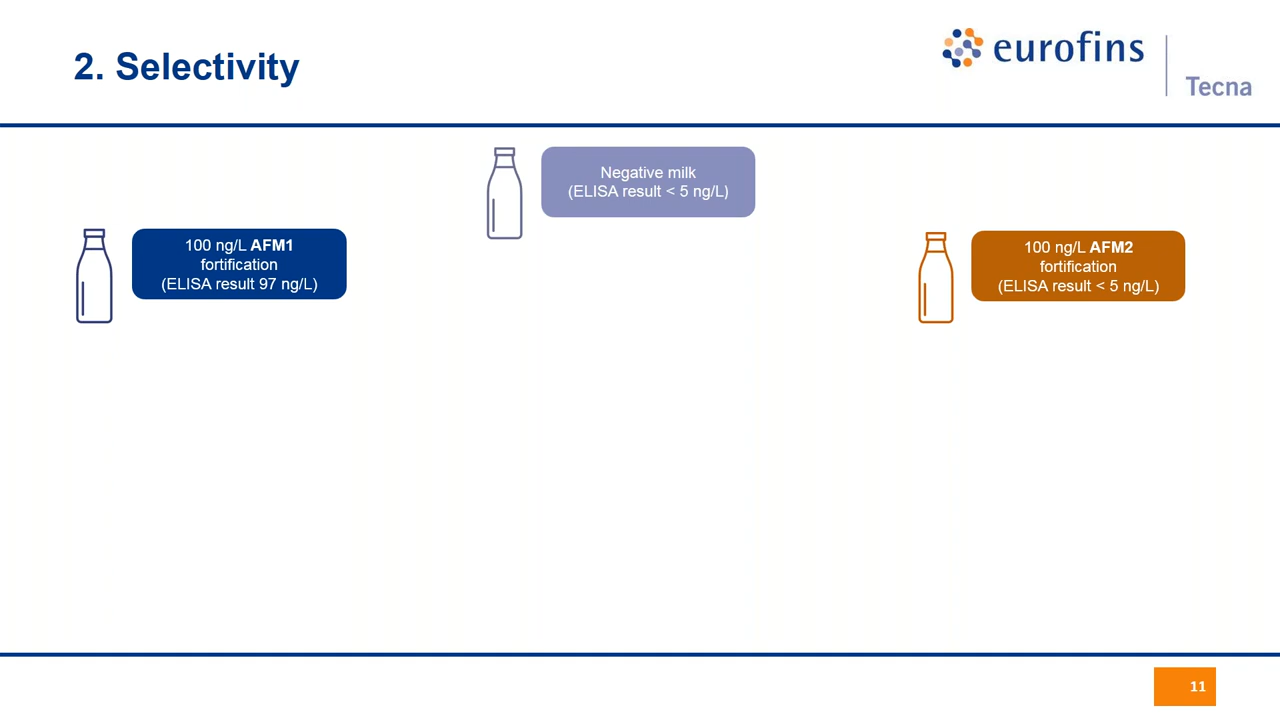 2. Selectivity
eurofins
Tecna
Negative milk
(ELISA result < 5 ng/L)
100 ng/L AFM1
fortification
(ELISA result 97 ng/L)
100 ng/L AFM2
fortification
(ELISA result < 5 ng/L)
11